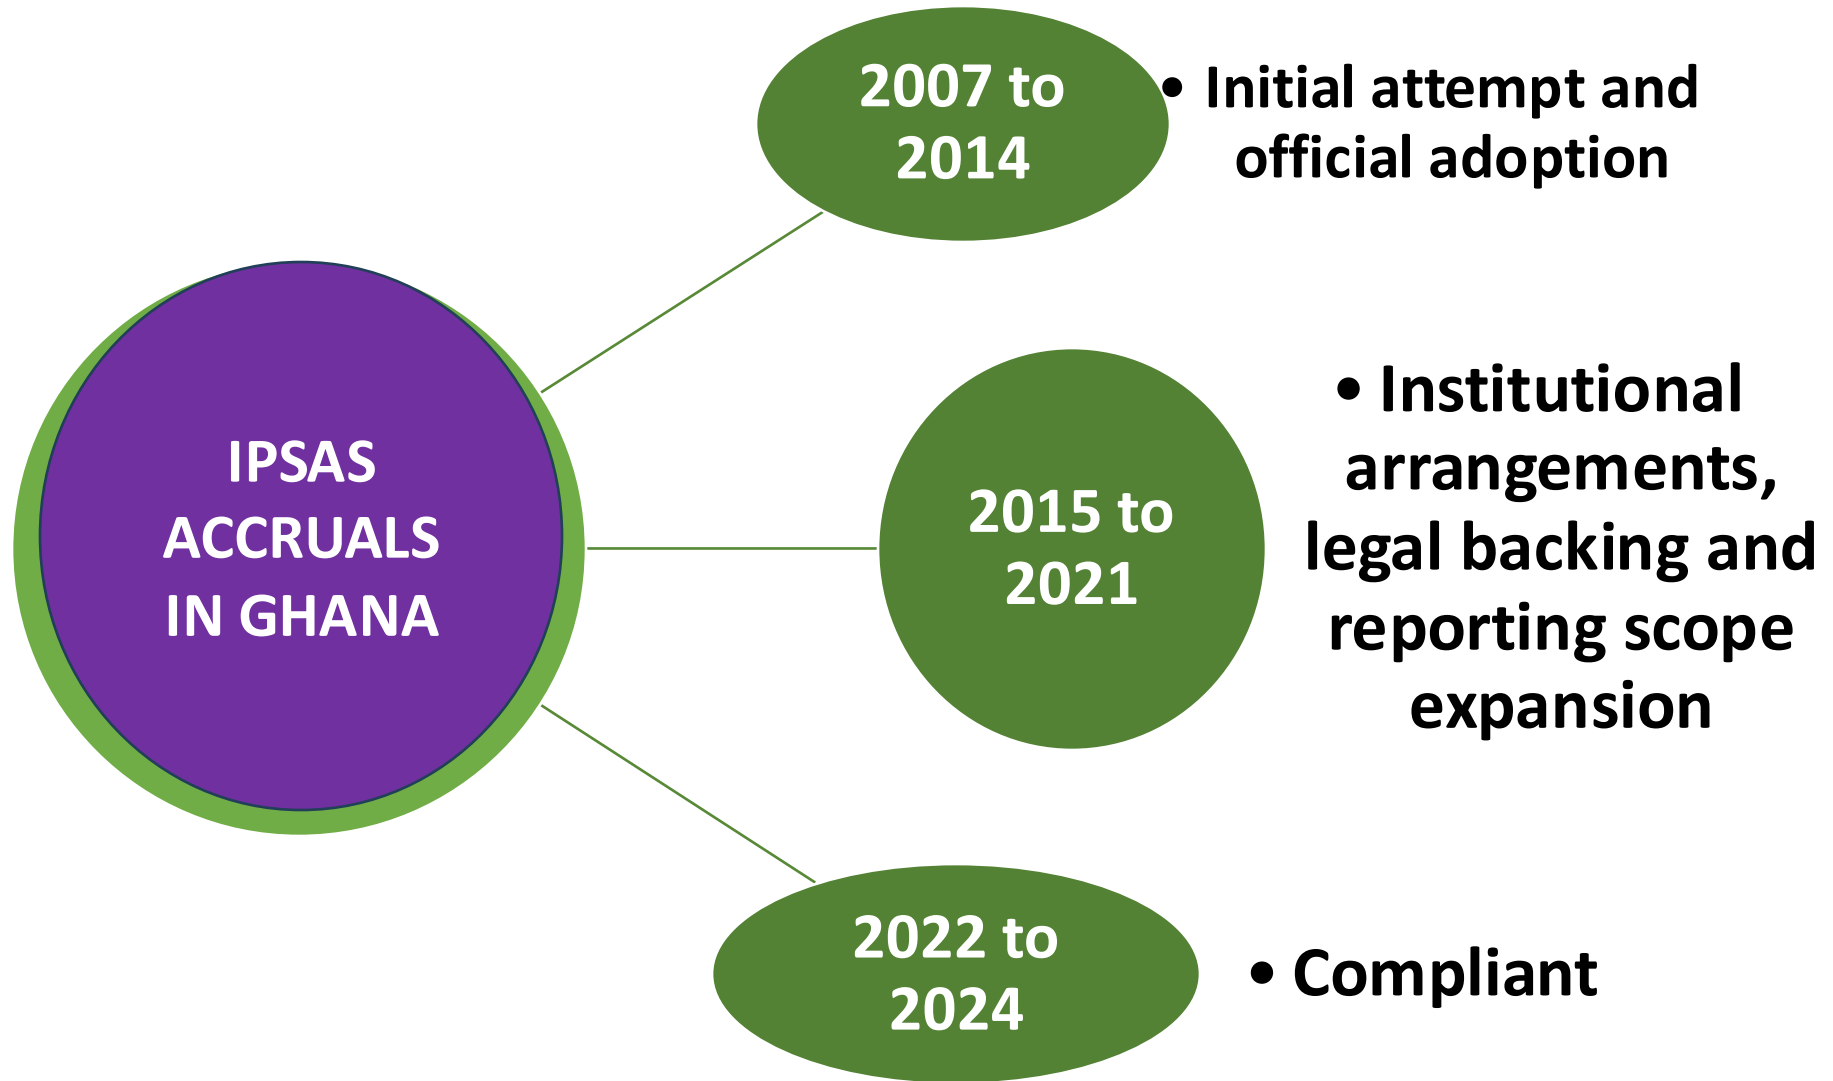 IPSAS
ACCRUALS
IN GHANA
2007 to
2014
• Initial attempt and
official adoption
2015 to
2021
• Institutional
arrangements,
legal backing and
reporting scope
expansion
2022 to
2024
• Compliant